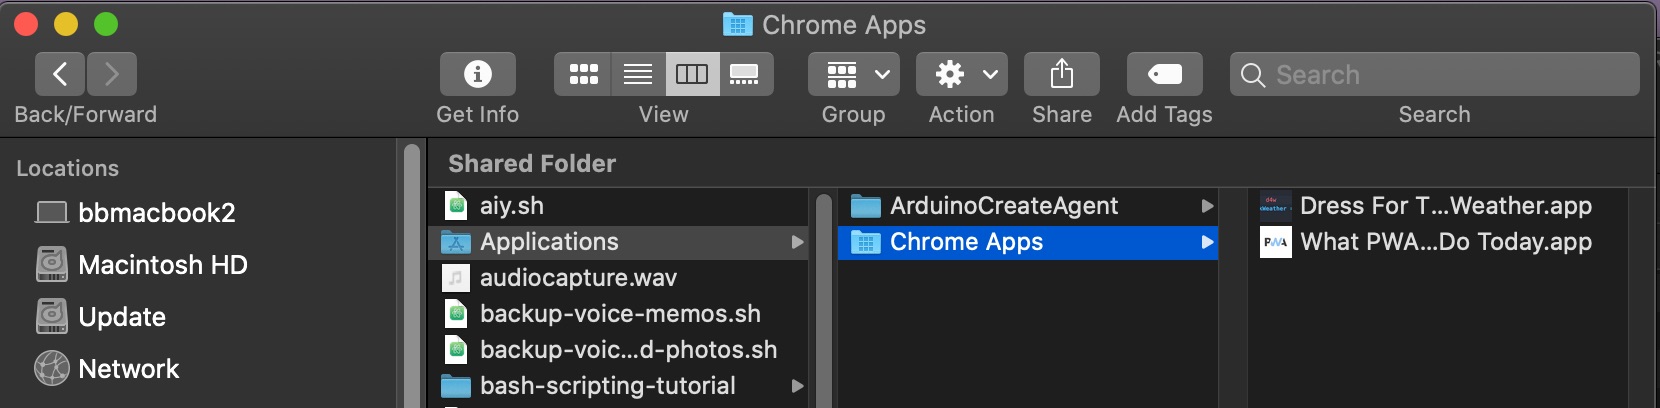 Chrome Apps
Back/Forward
Get Info
View
Group
Action
Share
Add Tags
Search
Search
Locations
bbmacbook2
Macintosh HD
Update
Network
Shared Folder
aiy.sh
Applications
audiocapture.wav
backup-voice-memos.sh
backup-voic...d-photos.sh
bash-scripting-tutorial
ArduinoCreateAgent
Chrome Apps
d4w
Dress For T...Weather.app
PWA
What PWA...Do Today.app